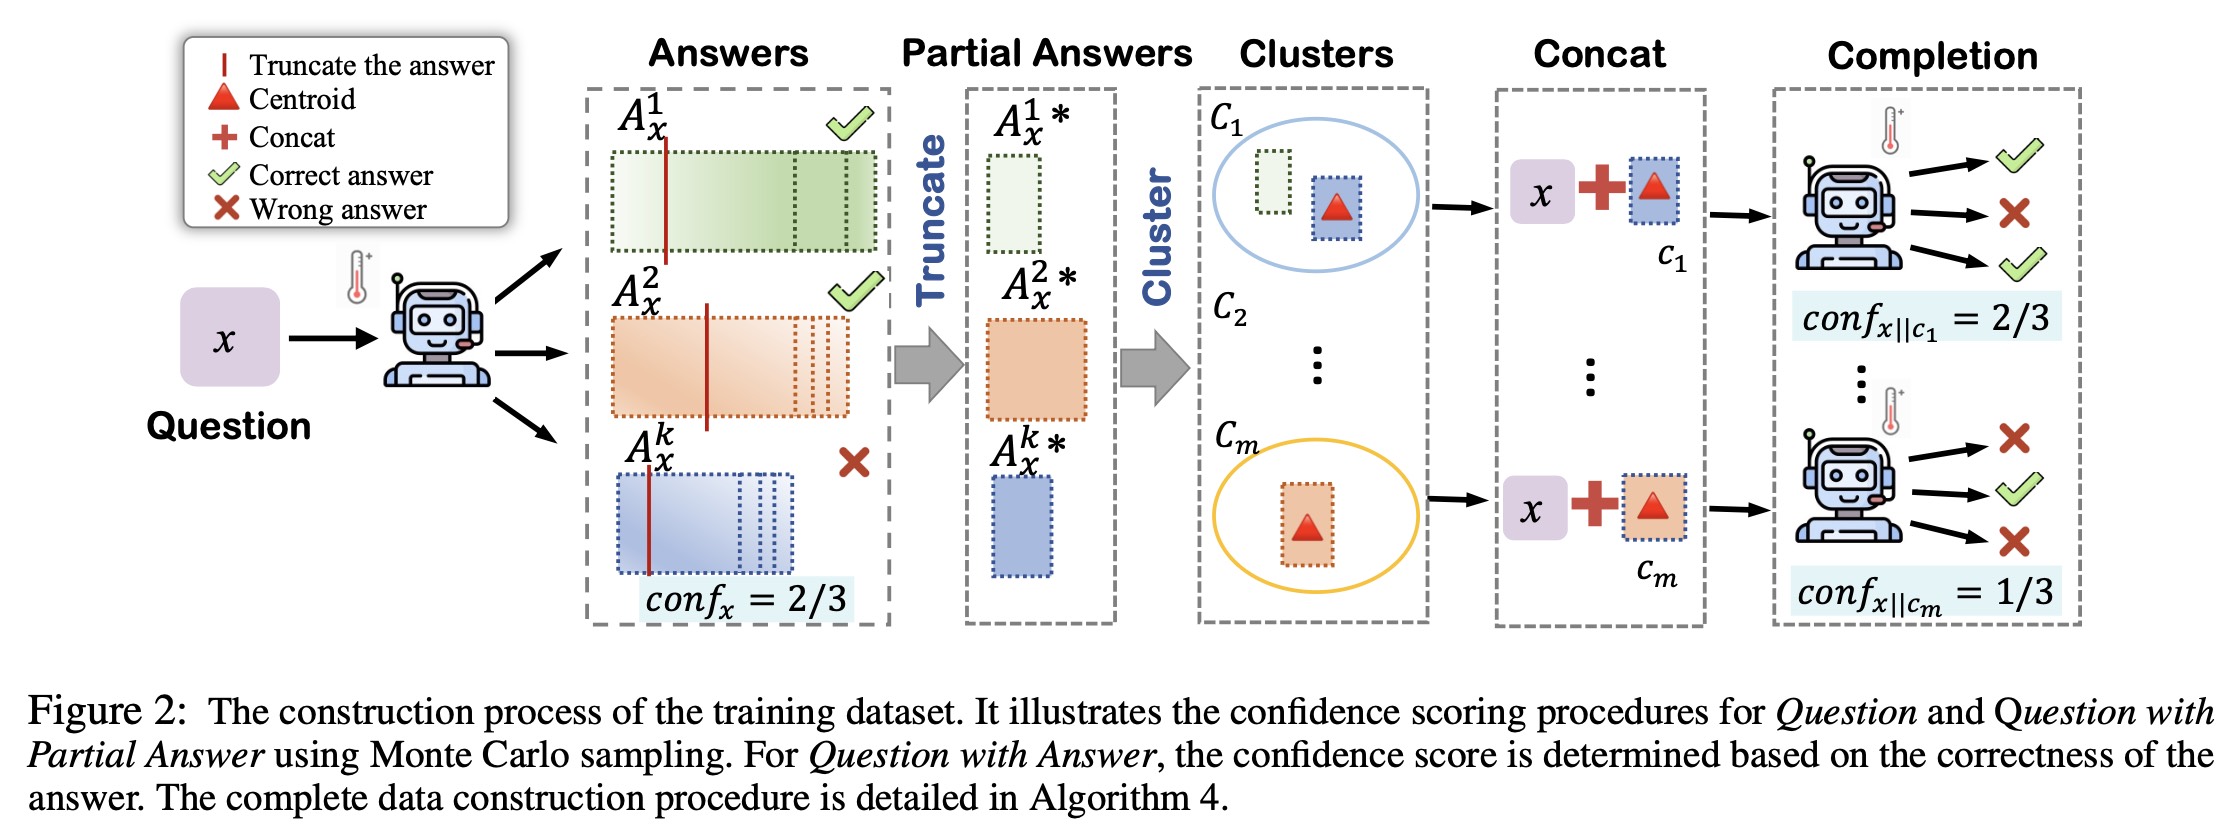 Truncate the answer
Centroid
Concat
Correct answer
Wrong answer
x
Question
Answers
A_x^1
A_x^2
A_x^k
conf_x = 2/3
Truncate
Partial Answers
A_x^1*
A_x^2*
A_x^k*
Cluster
Clusters
C_1
C_2
C_m
Concat
x
c_1
x
c_m
Completion
conf_{x||c_1} = 2/3
conf_{x||c_m} = 1/3
Figure 2: The construction process of the training dataset. It illustrates the confidence scoring procedures for Question and Question with
Partial Answer using Monte Carlo sampling. For Question with Answer, the confidence score is determined based on the correctness of the
answer. The complete data construction procedure is detailed in Algorithm 4.